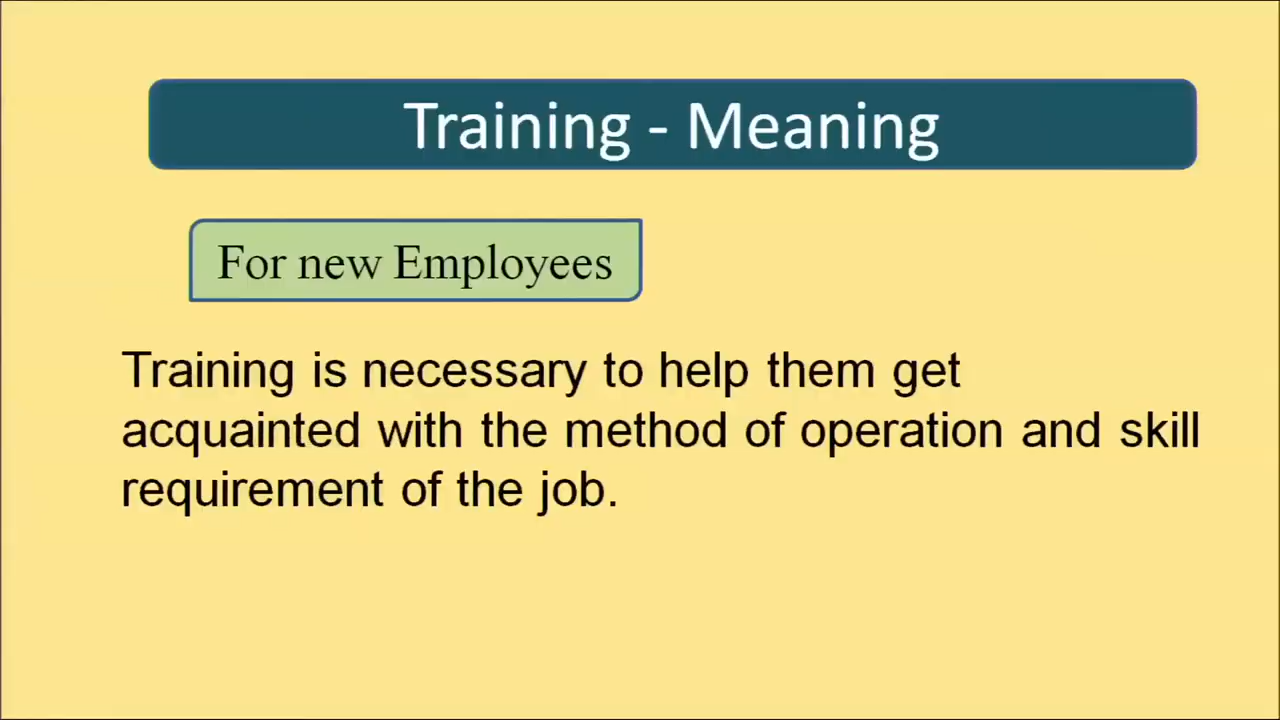 Training - Meaning
For new Employees
Training is necessary to help them get
acquainted with the method of operation and skill
requirement of the job.